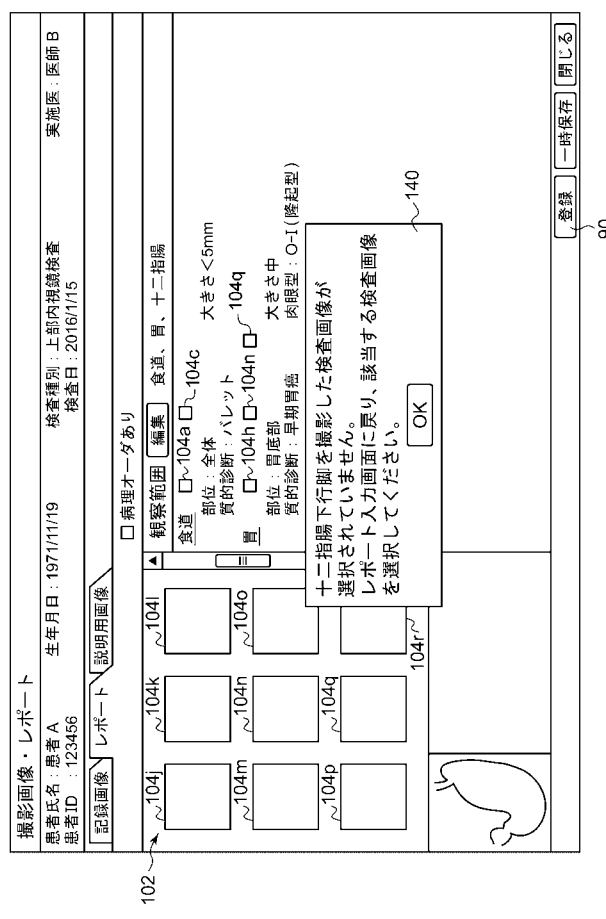 撮影画像・レポート
患者氏名：患者A 生年月日：1971/11/19 検査種別：上部内視鏡検査 実施医：医師B
患者ID：123456 検査日：2016/1/15
記録画像 レポート 説明用画像
□病理オーダあり
観察範囲 編集 食道、胃、十二指腸
食道 □104a □104c
部位：全体 大きさ<5mm
質的診断：バレット
胃 □104h □104n □104q
部位：胃底部 大きさ中
質的診断：早期胃癌 肉眼型：O-I(隆起型)
102
104j 104k 104l
104m 104n 104o
104p 104q 104r
十二指腸下行脚を撮影した検査画像が
選択されていません。
レポート入力画面に戻り、該当する検査画像
を選択してください。
OK
140
登録 一時保存 閉じる
90